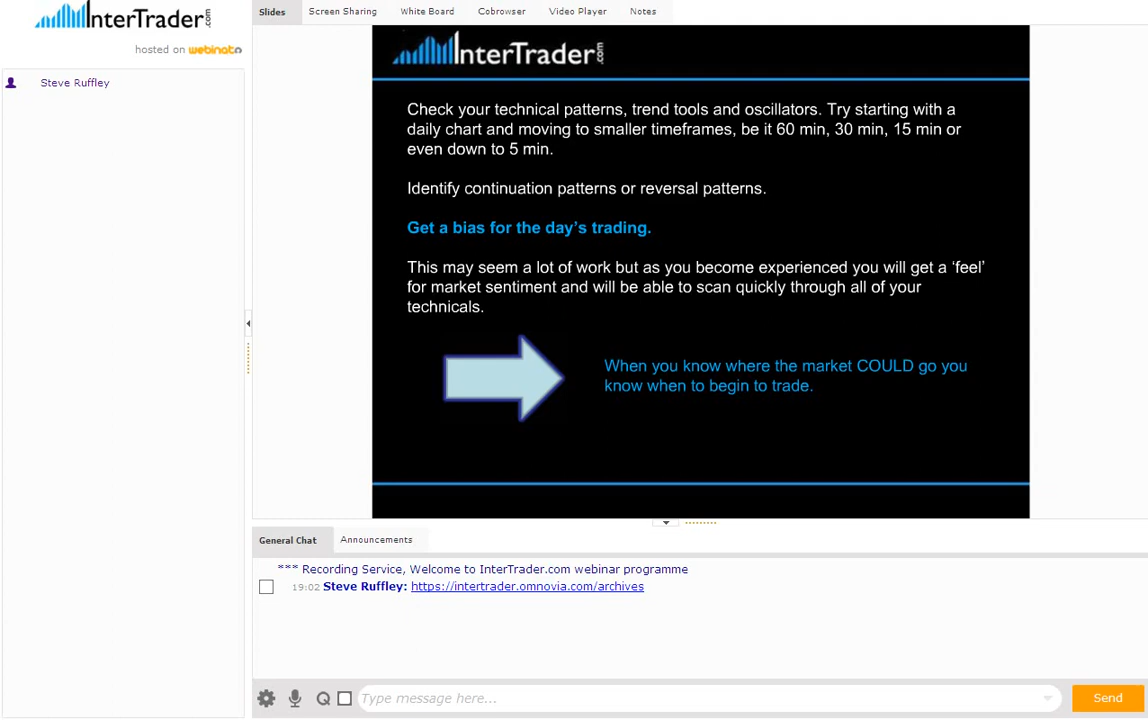 InterTrader.com
hosted on webinato
Steve Ruffley
Slides
Screen Sharing
White Board
Cobrowser
Video Player
Notes
InterTrader.com
Check your technical patterns, trend tools and oscillators. Try starting with a
daily chart and moving to smaller timeframes, be it 60 min, 30 min, 15 min or
even down to 5 min.
Identify continuation patterns or reversal patterns.
Get a bias for the day’s trading.
This may seem a lot of work but as you become experienced you will get a ‘feel’
for market sentiment and will be able to scan quickly through all of your
technicals.
When you know where the market COULD go you
know when to begin to trade.
General Chat
Announcements
*** Recording Service, Welcome to InterTrader.com webinar programme
19:02 Steve Ruffley: https://intertrader.omnovia.com/archives
Q
Type message here...
Send